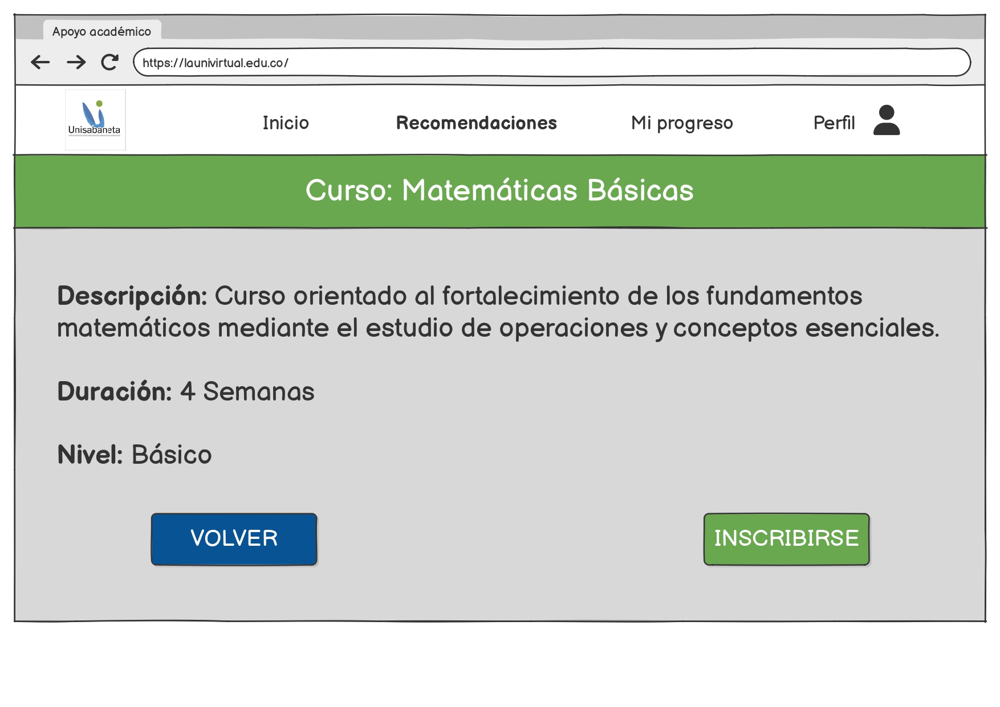 Apoyo académico
https://launivirtual.edu.co/
Unisabaneta
Inicio
Recomendaciones
Mi progreso
Perfil
Curso: Matemáticas Básicas
Descripción: Curso orientado al fortalecimiento de los fundamentos
matemáticos mediante el estudio de operaciones y conceptos esenciales.
Duración: 4 Semanas
Nivel: Básico
VOLVER
INSCRIBIRSE